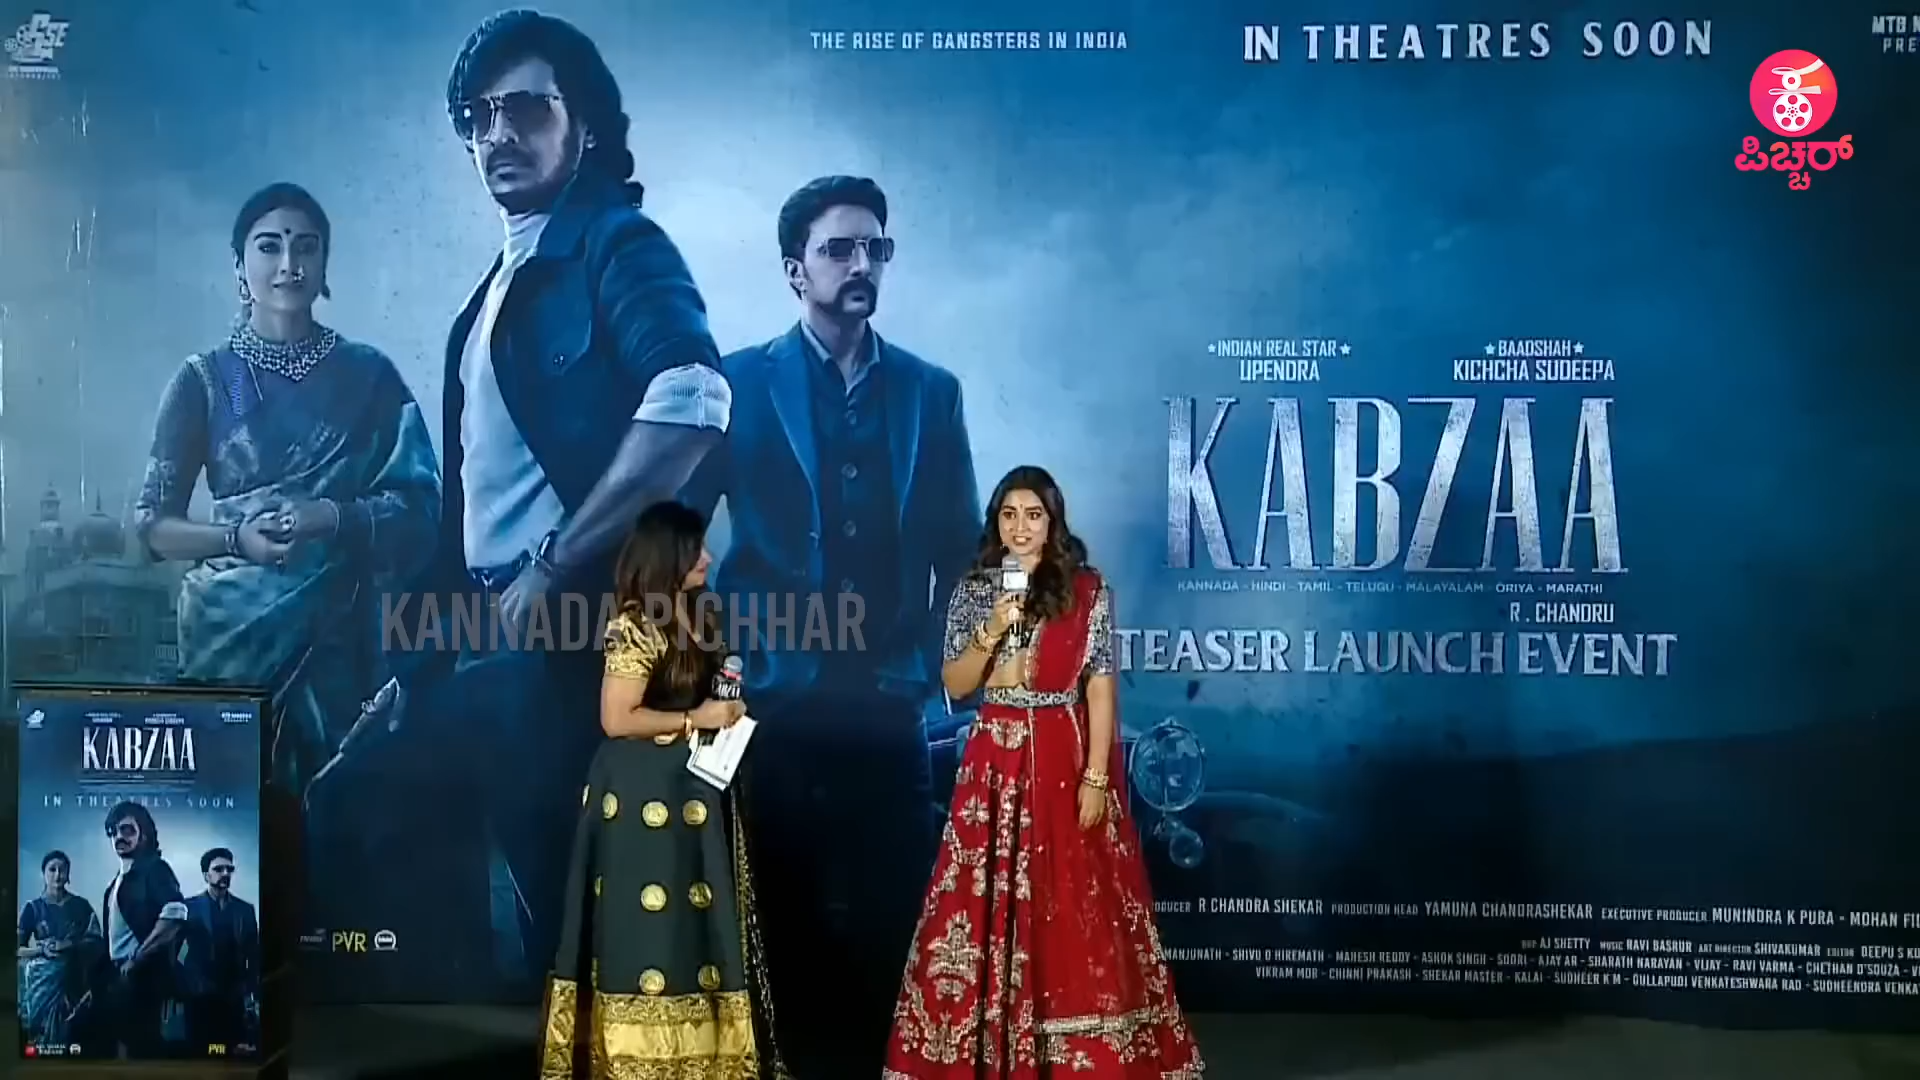 THE RISE OF GANGSTERS IN INDIA
IN THEATRES SOON
ಪಿಚ್ಚರ್
INDIAN REAL STAR
UPENDRA
BAADSHAH
KICHCHA SUDEEPA
KABZAA
KANNADA - HINDI - TAMIL - TELUGU - MALAYALAM - ORIYA - MARATHI
R. CHANDRU
TEASER LAUNCH EVENT
KANNADA PICHHAR
KABZAA
IN THEATRES SOON
PVR
PVR
R CHANDRA SHEKAR PRODUCTION HEAD YAMUNA CHANDRASHEKAR EXECUTIVE PRODUCER MUNINDRA K PURA - MOHAN
AJ SHETTY MUSIC RAVI BASRUR ART DIRECTOR SHIVAKUMAR EDITOR DEEPU S
MANJUNATH - SHIVU D HIREMATH - MAHESH REDDY - ASHOK SINGH - SOORI - AJAY AR - SHARATH NARAYAN - VIJAY - RAVI VARMA - CHETHAN D'SOUZA
VIKRAM MOR - CHINNI PRAKASH - SHEKAR MASTER - KALAI - SUDHEER K M - GULLAPUDI VENKATESHWARA RAO - SUDHEENDRA